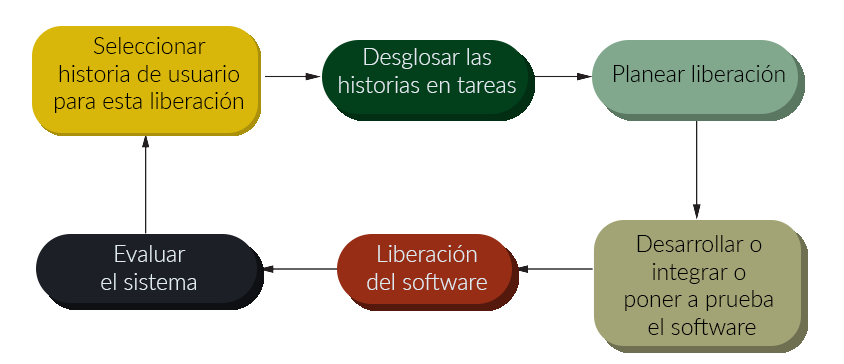 Seleccionar
historia de usuario
para esta liberación
Desglosar las
historias en tareas
Planear liberación
Desarrollar o
integrar o
poner a prueba
el software
Liberación
del software
Evaluar
el sistema